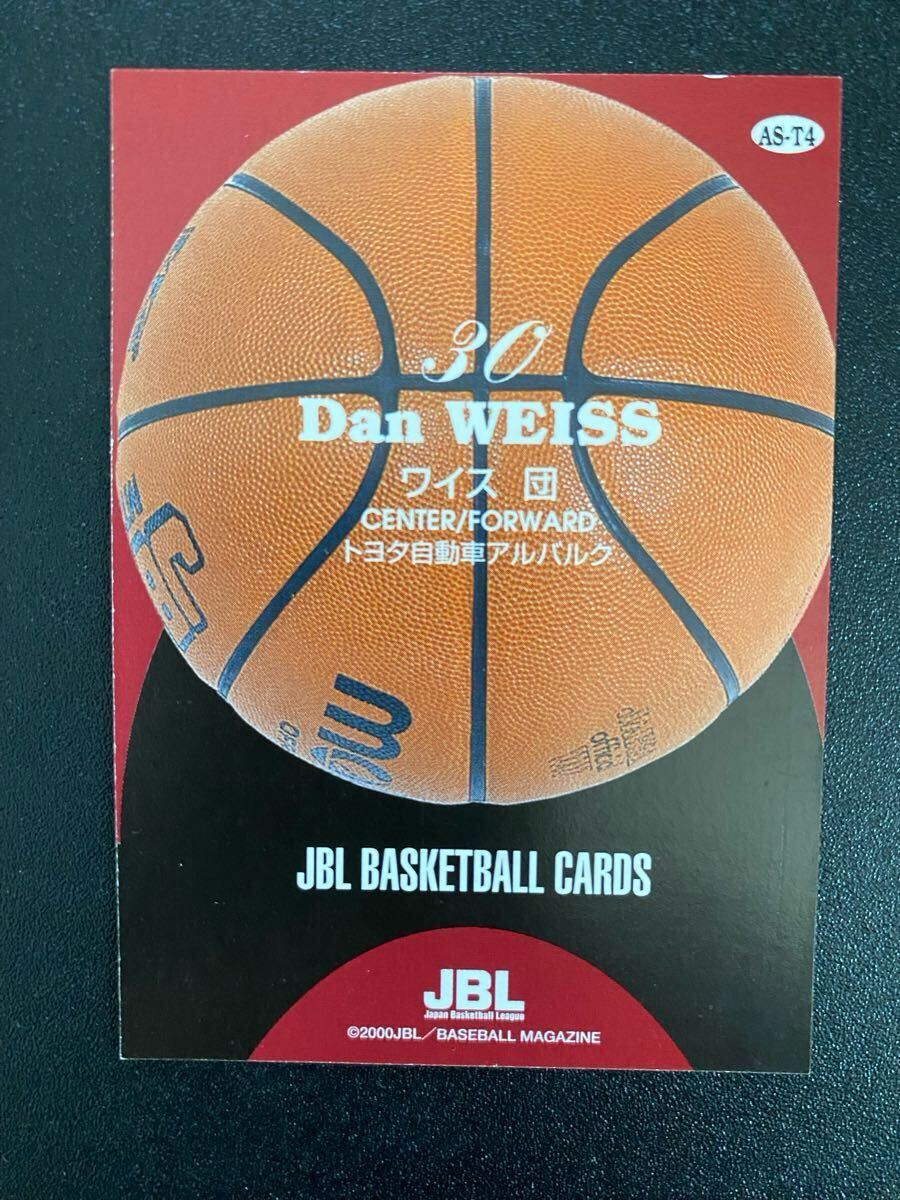 AS-T4
30
Dan WEISS
ワイス 団
CENTER/FORWARD
トヨタ自動車アルバルク
JBL BASKETBALL CARDS
JBL
Japan Basketball League
©2000JBL／BASEBALL MAGAZINE